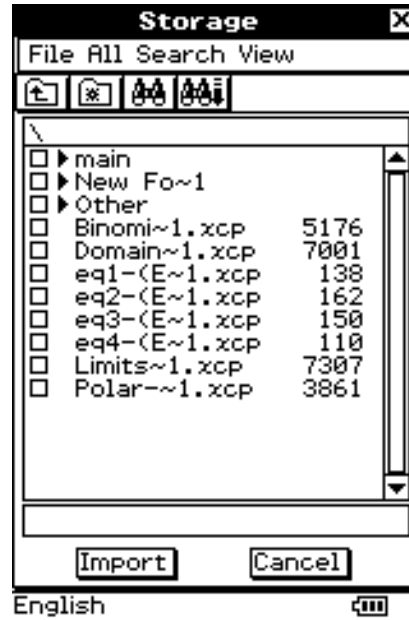 Storage
File All Search View
\
main
New Fo~1
Other
Binomi~1.xcp 5176
Domain~1.xcp 7001
eq1-(E~1.xcp 138
eq2-(E~1.xcp 162
eq3-(E~1.xcp 150
eq4-(E~1.xcp 110
Limits~1.xcp 7307
Polar-~1.xcp 3861
Import Cancel
English